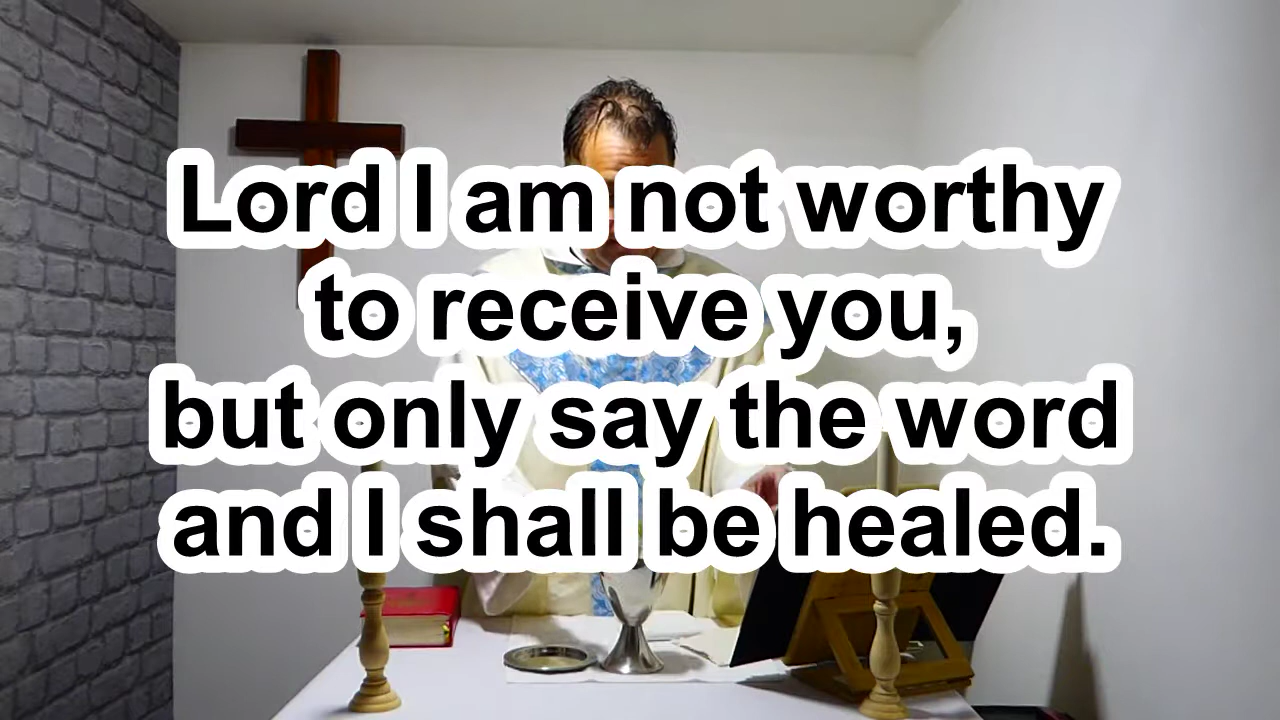 Lord I am not worthy
to receive you,
but only say the word
and I shall be healed.